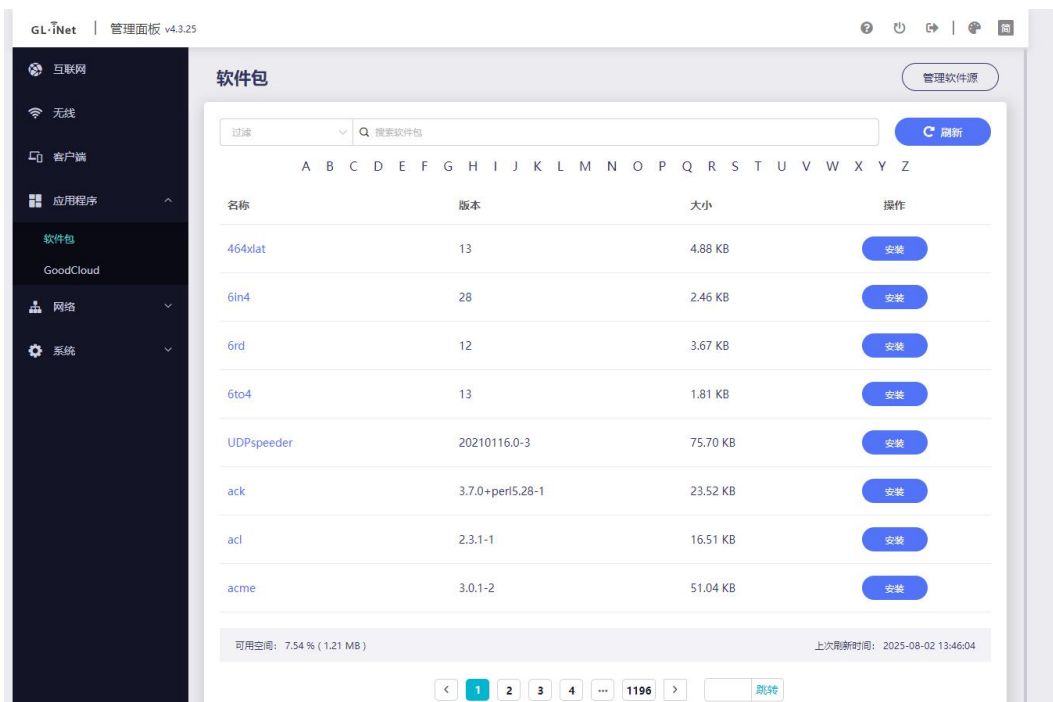 GL·iNet | 管理面板 v4.3.25 简
互联网
无线
客户端
应用程序
软件包
GoodCloud
网络
系统
软件包 管理软件源
过滤 搜索软件包 刷新
A B C D E F G H I J K L M N O P Q R S T U V W X Y Z
名称 版本 大小 操作
464xlat 13 4.88 KB 安装
6in4 28 2.46 KB 安装
6rd 12 3.67 KB 安装
6to4 13 1.81 KB 安装
UDPspeeder 20210116.0-3 75.70 KB 安装
ack 3.7.0+perl5.28-1 23.52 KB 安装
acl 2.3.1-1 16.51 KB 安装
acme 3.0.1-2 51.04 KB 安装
可用空间: 7.54 % ( 1.21 MB ) 上次刷新时间: 2025-08-02 13:46:04
< 1 2 3 4 ··· 1196 > 跳转